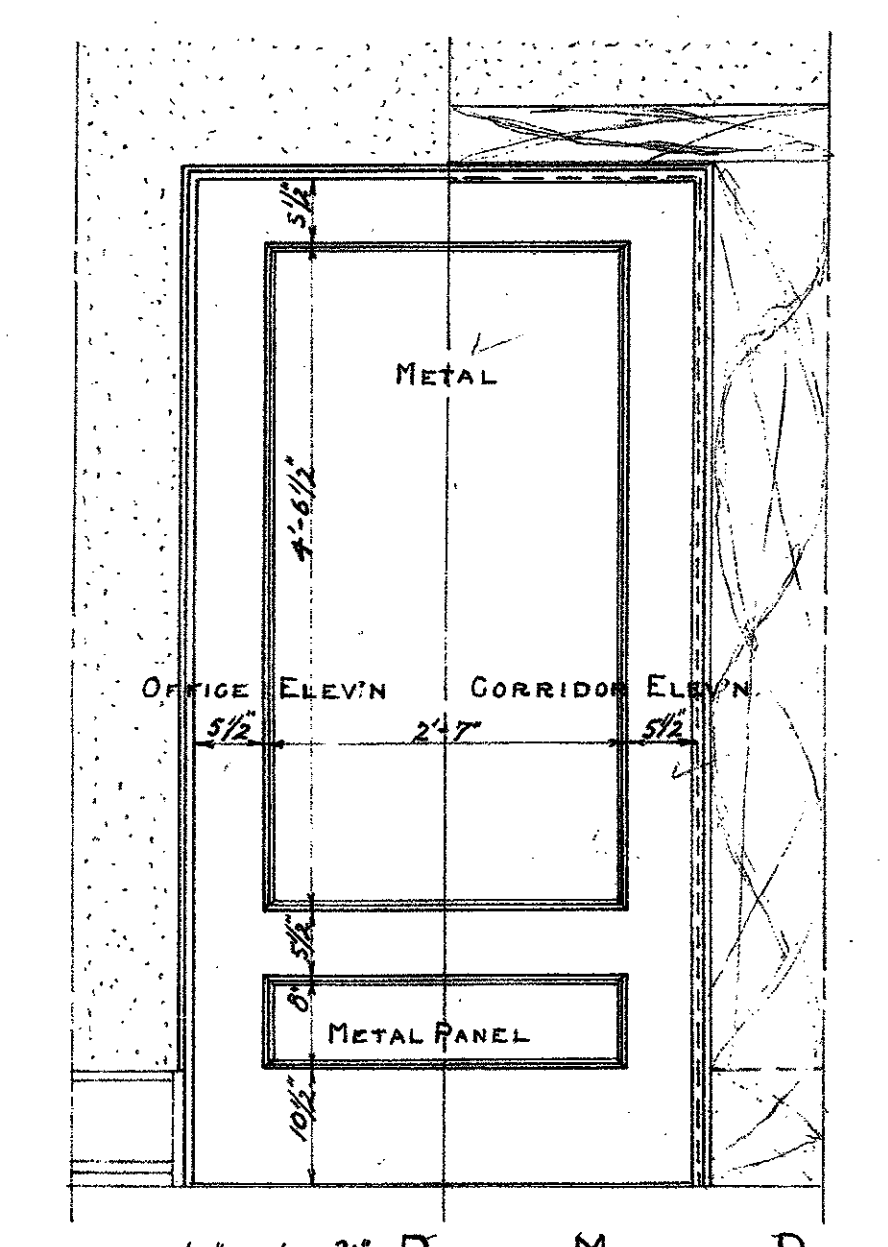 5½"
METAL
4'-6½"
OFFICE ELEV'N CORRIDOR ELEV'N
5½" 2'-7" 5½"
5½"
8"
METAL PANEL
10½"